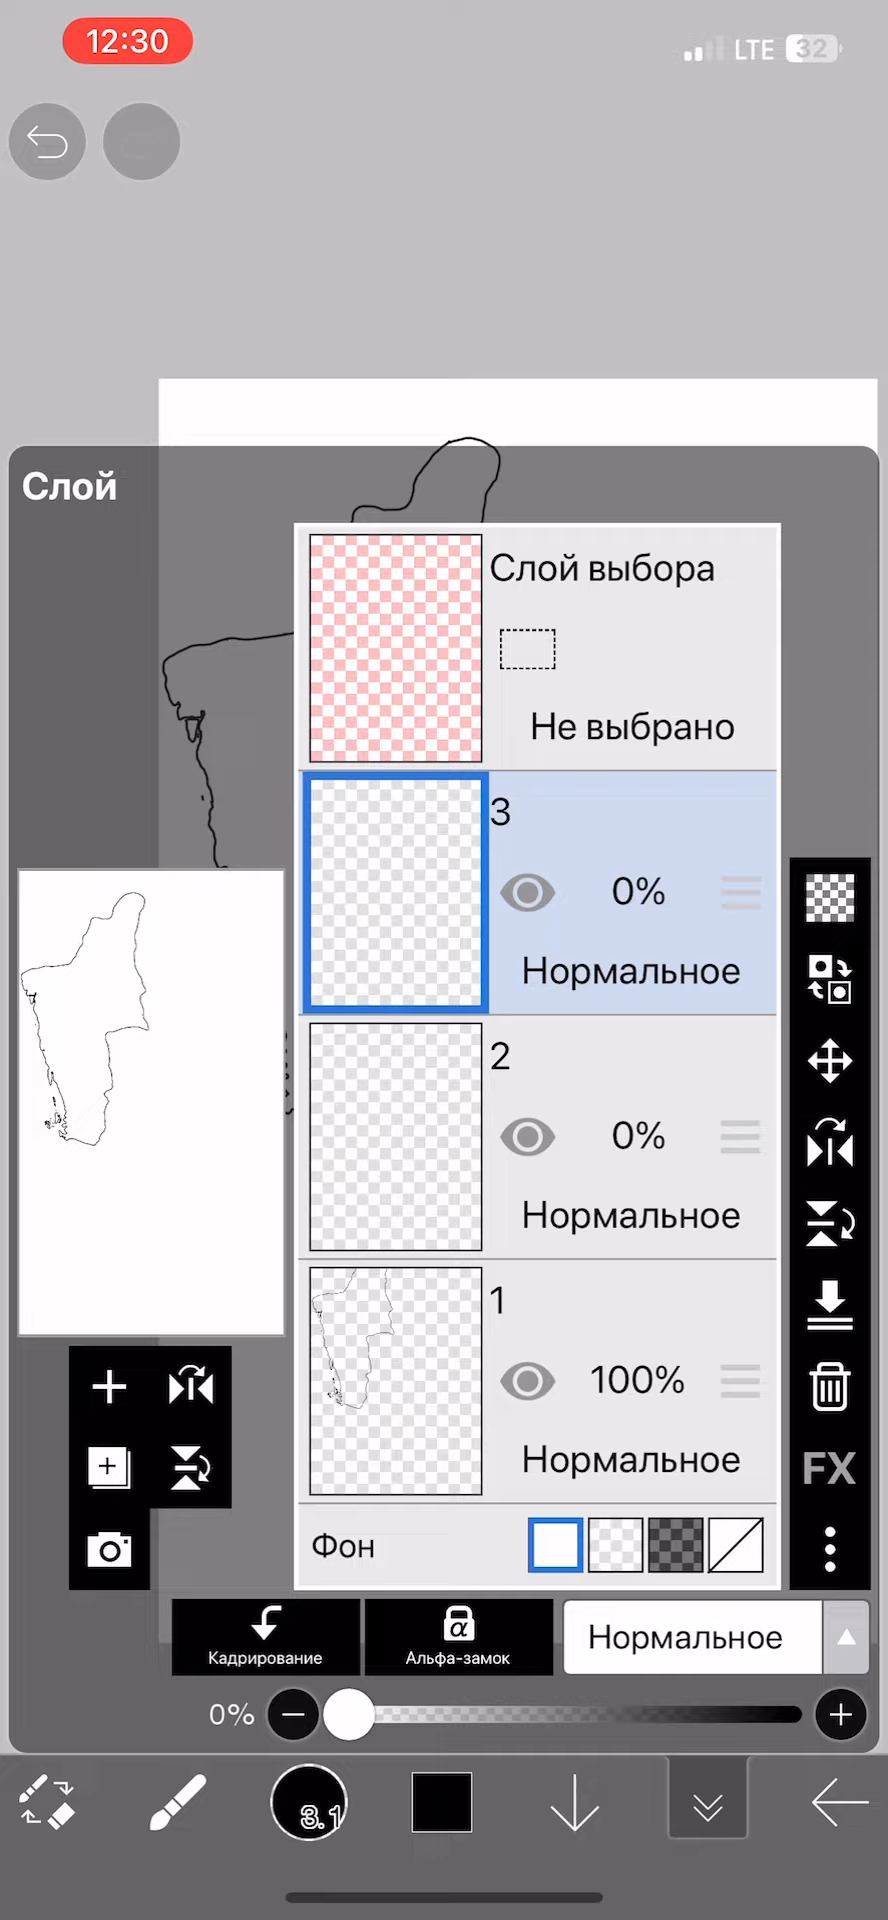 12:30
LTE 32
Слой
Слой выбора
Не выбрано
3
0%
Нормальное
2
0%
Нормальное
1
100%
Нормальное
FX
Фон
Кадрирование
α
Альфа-замок
Нормальное
0%
3.1